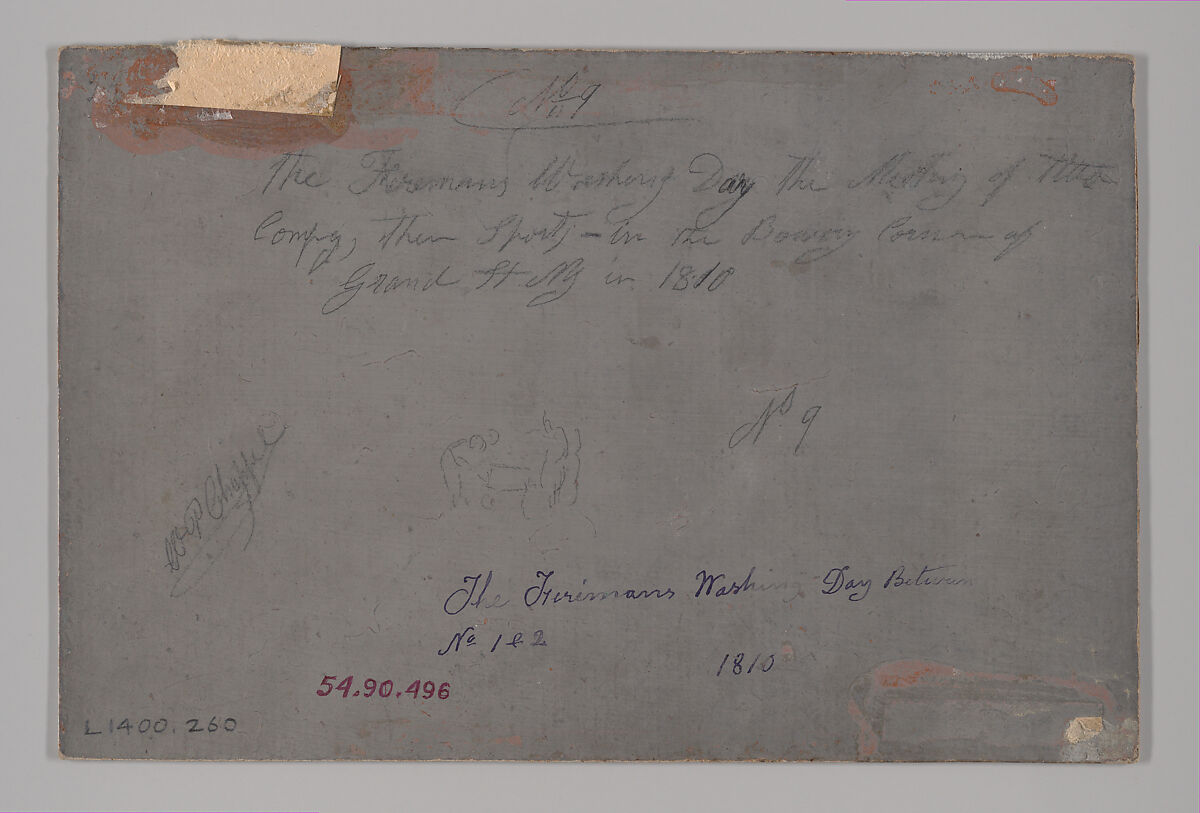 No 9
The Firemans Washing Day the Meeting of
Compy, their Sports - in the Bowery Corner of
Grand St NY in 1810
No 9
W P Chappel
The Firemans Washing Day Between
No 1 & 2
1810
54.90.496
L1400.260